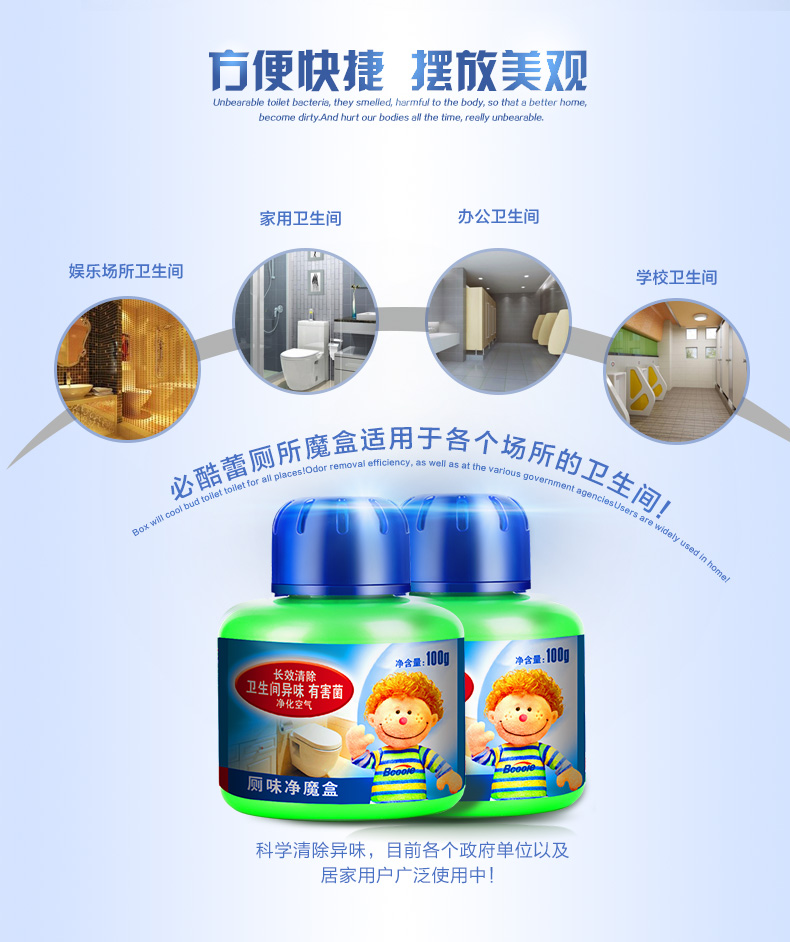 方便快捷 摆放美观
Unbearable toilet bacteria, they smelled, harmful to the body, so that a better home,
become dirty.And hurt our bodies all the time, really unbearable.
家用卫生间
办公卫生间
娱乐场所卫生间
学校卫生间
必酷蕾厕所魔盒适用于各个场所的卫生间!
Box will cool bud toilet toilet for all places!Odor removal efficiency, as well as at the various government agenciesUsers are widely used in home!
净含量: 100g
长效清除
卫生间异味 有害菌
净化空气
Bcoolo
厕味净魔盒
净含量: 100g
Bcoolo
科学清除异味，目前各个政府单位以及
居家用户广泛使用中!